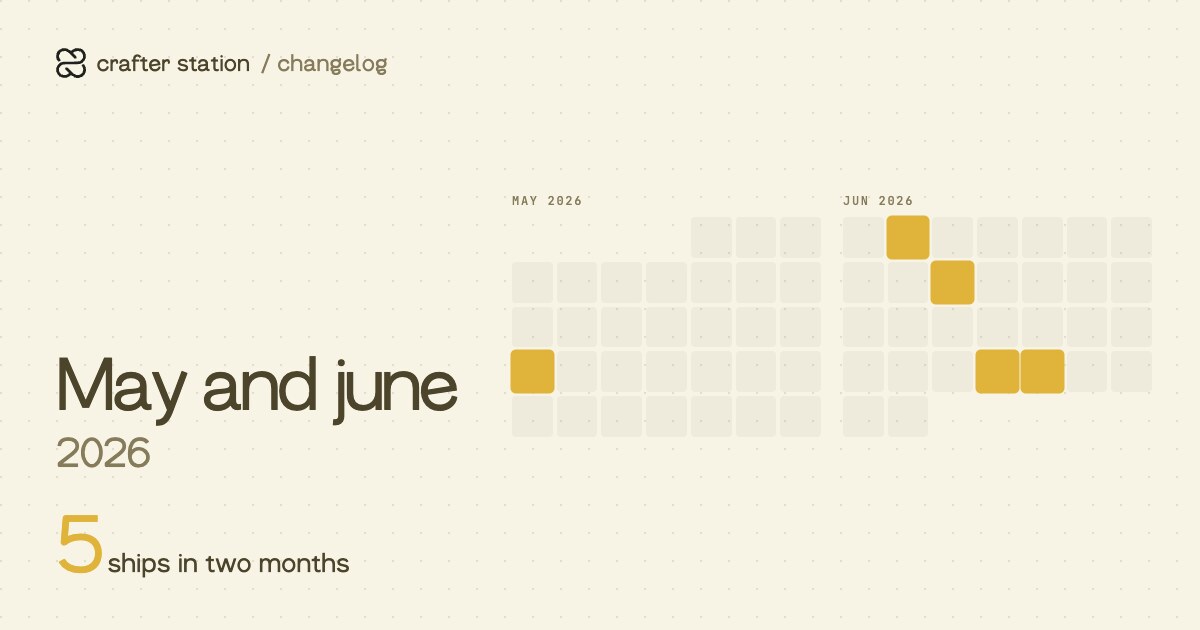 crafter station / changelog
MAY 2026
JUN 2026
May and june
2026
5 ships in two months